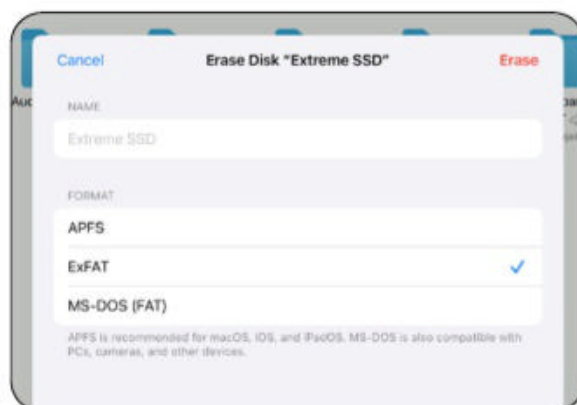 Cancel Erase Disk "Extreme SSD" Erase
Auc
NAME
Extreme SSD
FORMAT
APFS
ExFAT
MS-DOS (FAT)
APFS is recommended for macOS, iOS, and iPadOS. MS-DOS is also compatible with
PCs, cameras, and other devices.